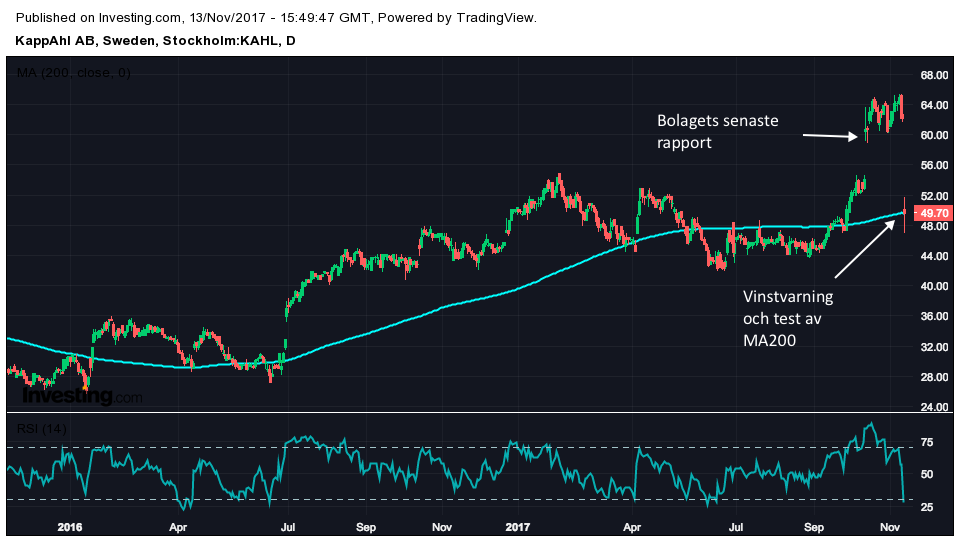 Published on Investing.com, 13/Nov/2017 - 15:49:47 GMT, Powered by TradingView.
KappAhl AB, Sweden, Stockholm:KAHL, D
MA (200, close, 0)
68.00
64.00
60.00
56.00
52.00
49.70
48.00
44.00
40.00
36.00
32.00
28.00
24.00
Bolagets senaste
rapport
Vinstvarning
och test av
MA200
Investing.com
RSI (14)
75
50
25
2016 Apr Jul Sep Nov 2017 Apr Jul Sep Nov